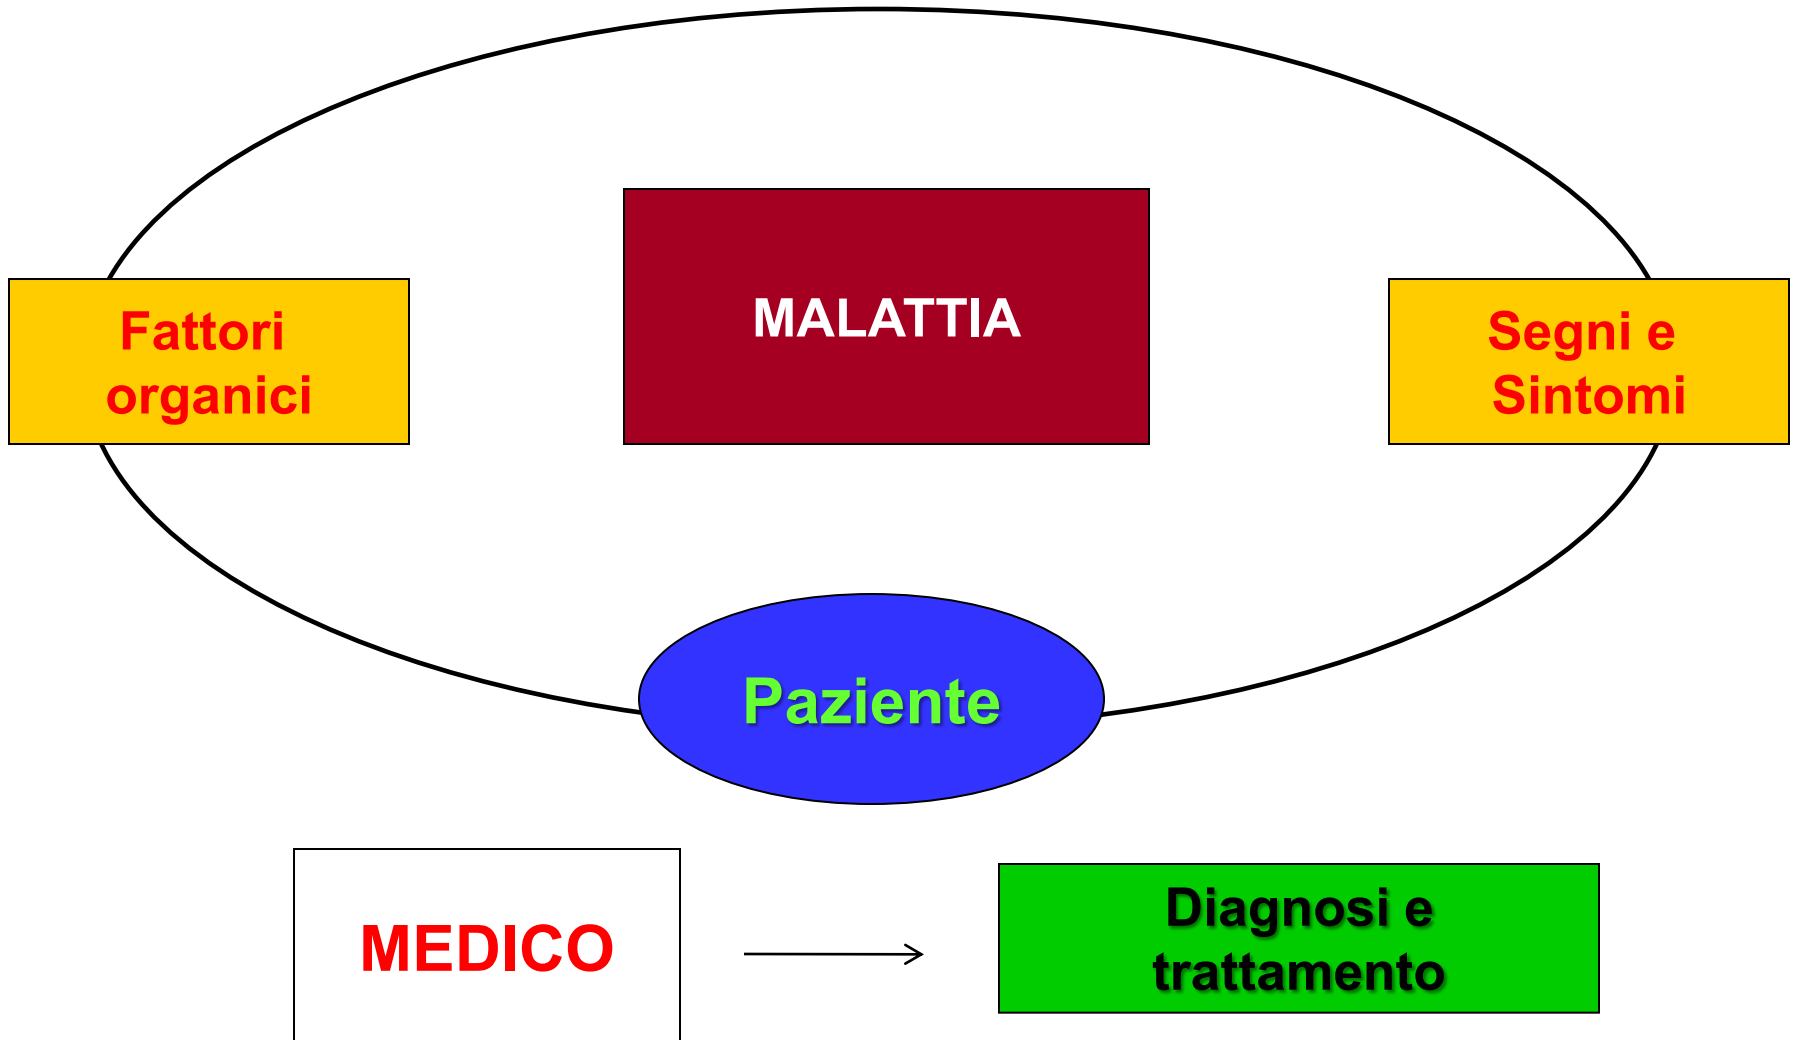 MALATTIA
Fattori
organici
Segni e
Sintomi
Paziente
MEDICO
Diagnosi e
trattamento